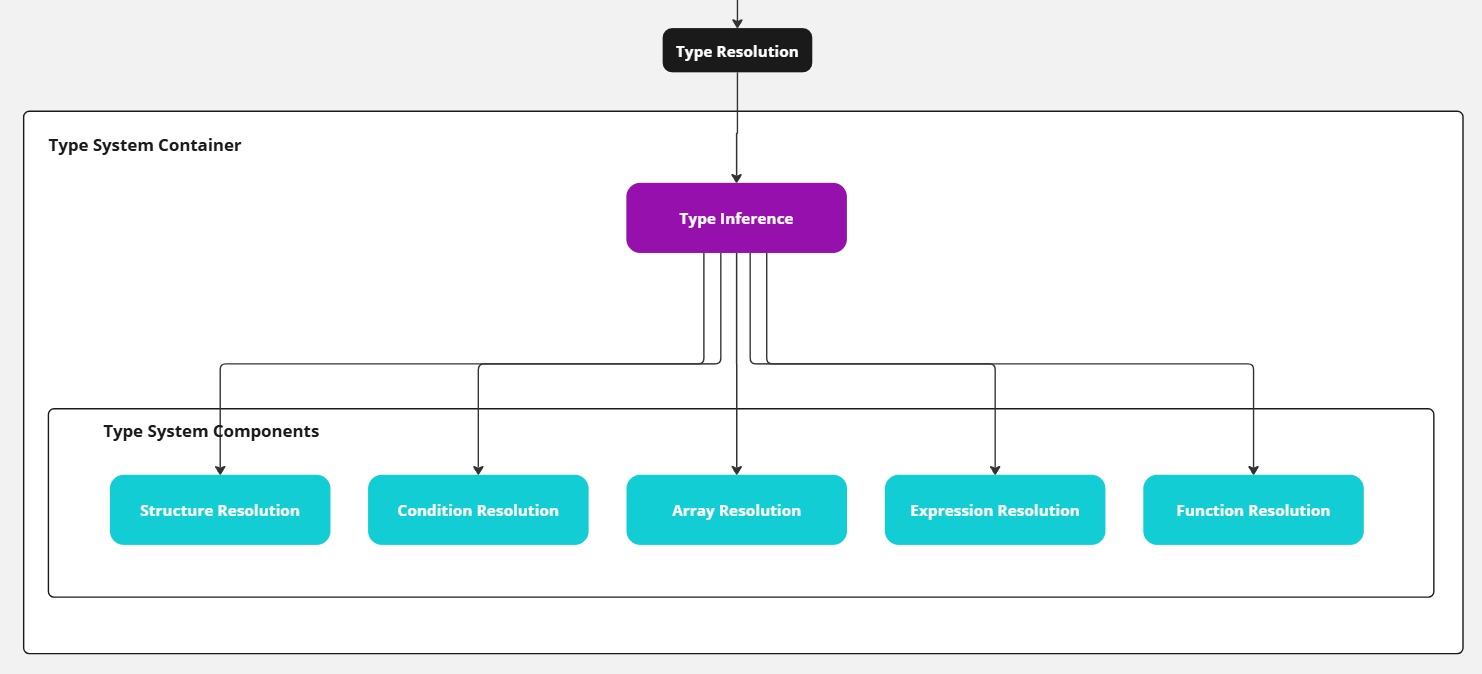 Type Resolution
Type System Container
Type Inference
Type System Components
Structure Resolution
Condition Resolution
Array Resolution
Expression Resolution
Function Resolution